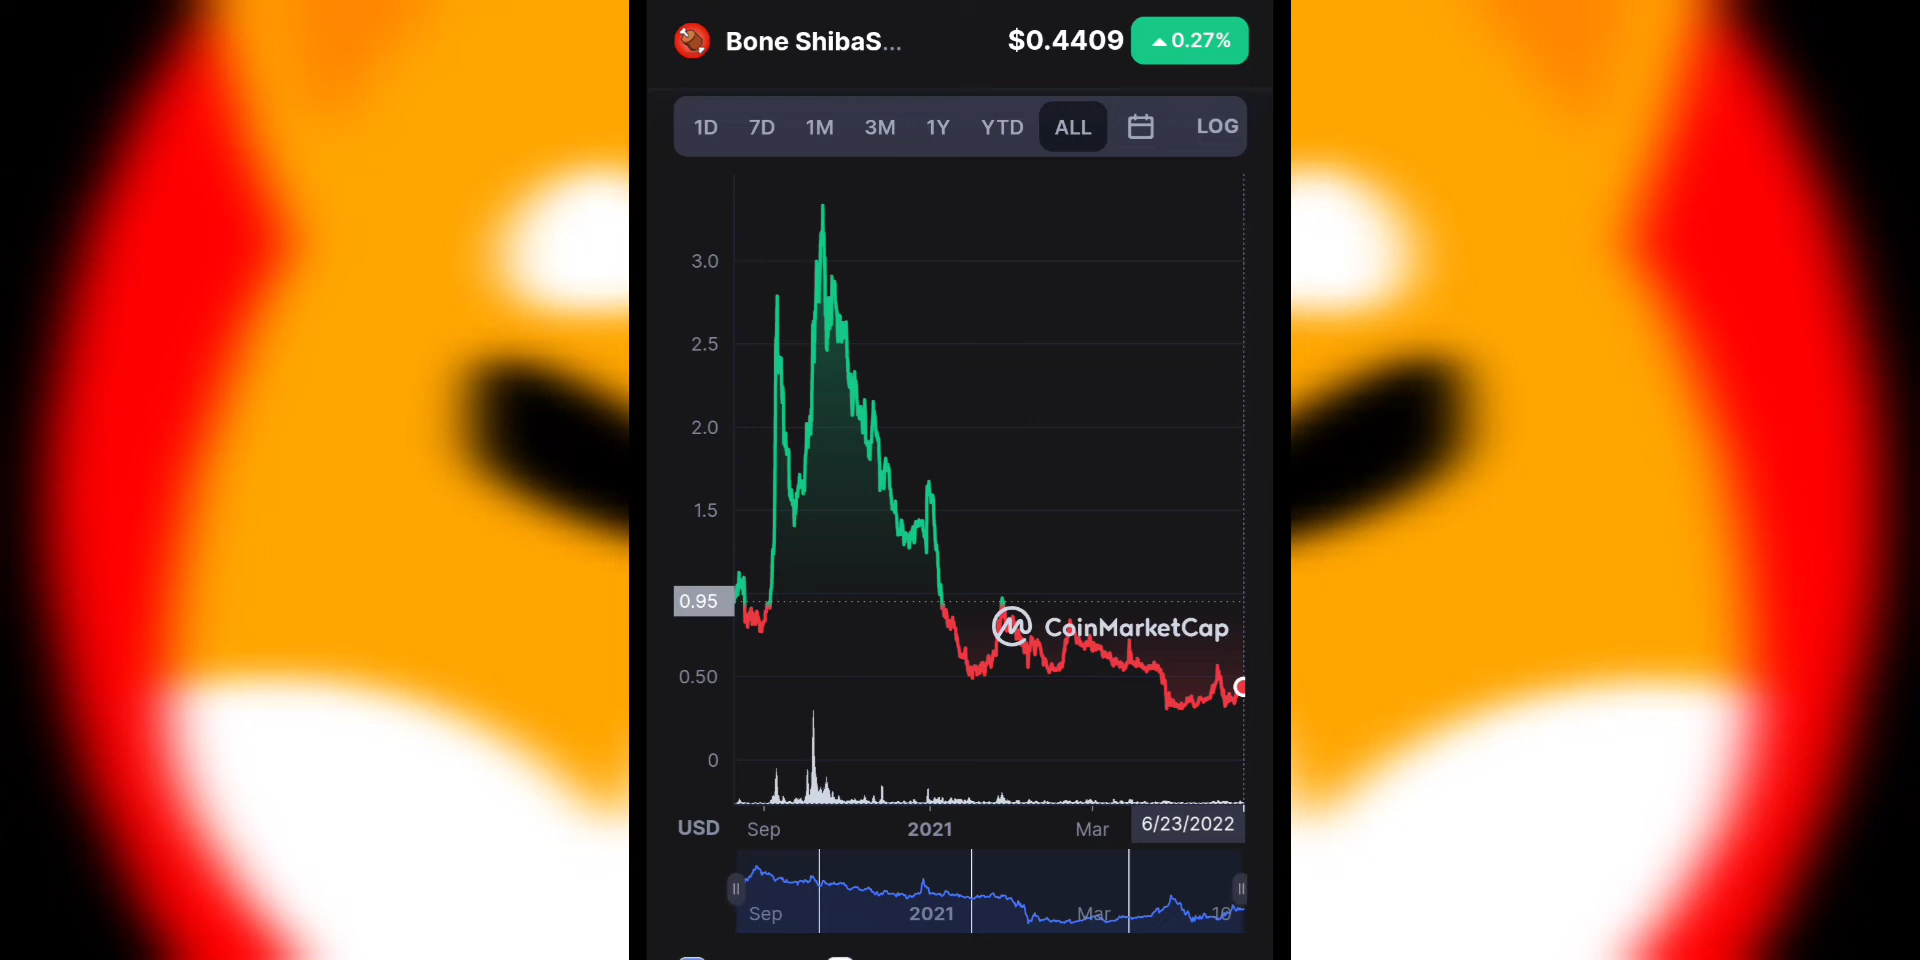 Bone ShibaS... $0.4409 0.27%
1D 7D 1M 3M 1Y YTD ALL LOG
3.0
2.5
2.0
1.5
0.95
CoinMarketCap
0.50
0
USD Sep 2021 Mar 6/23/2022
Sep 2021 Mar 10